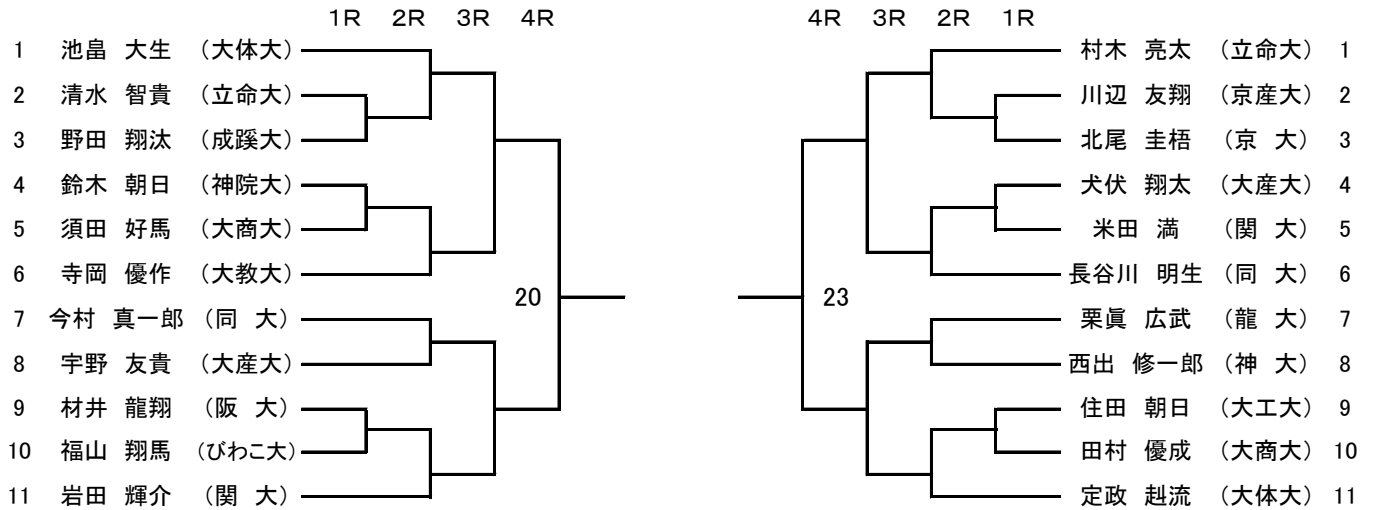 1R 2R 3R 4R 4R 3R 2R 1R
1 池畠 大生 (大体大) 村木 亮太 (立命大) 1
2 清水 智貴 (立命大) 川辺 友翔 (京産大) 2
3 野田 翔汰 (成蹊大) 北尾 圭梧 (京 大) 3
4 鈴木 朝日 (神院大) 犬伏 翔太 (大産大) 4
5 須田 好馬 (大商大) 米田 満 (関 大) 5
6 寺岡 優作 (大教大) 長谷川 明生 (同 大) 6
20 23
7 今村 真一郎 (同 大) 栗眞 広武 (龍 大) 7
8 宇野 友貴 (大産大) 西出 修一郎 (神 大) 8
9 材井 龍翔 (阪 大) 住田 朝日 (大工大) 9
10 福山 翔馬 (びわこ大) 田村 優成 (大商大) 10
11 岩田 輝介 (関 大) 定政 赳流 (大体大) 11